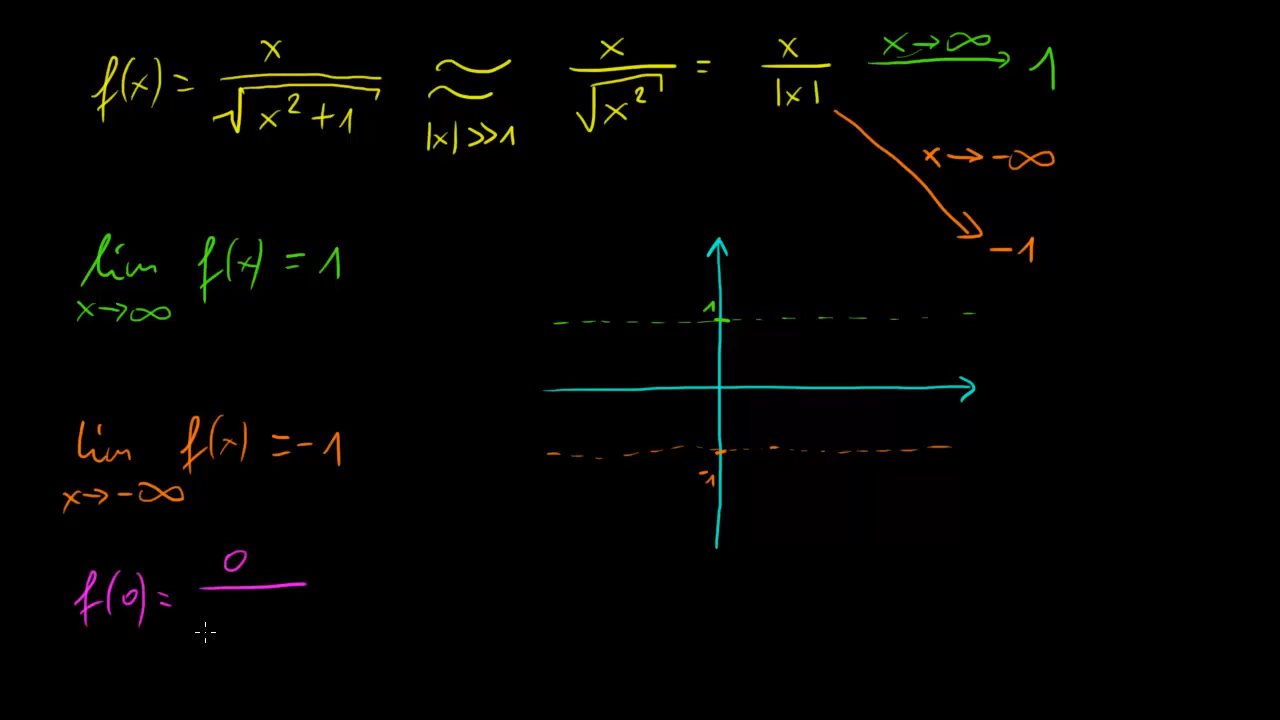 f(x) = x / √(x² + 1) ≈ x / √(x²) = x / |x| x→∞ 1
|x| >> 1
x → -∞
-1
lim f(x) = 1
x→∞
1
lim f(x) = -1
x→-∞
-1
f(0) = 0 /